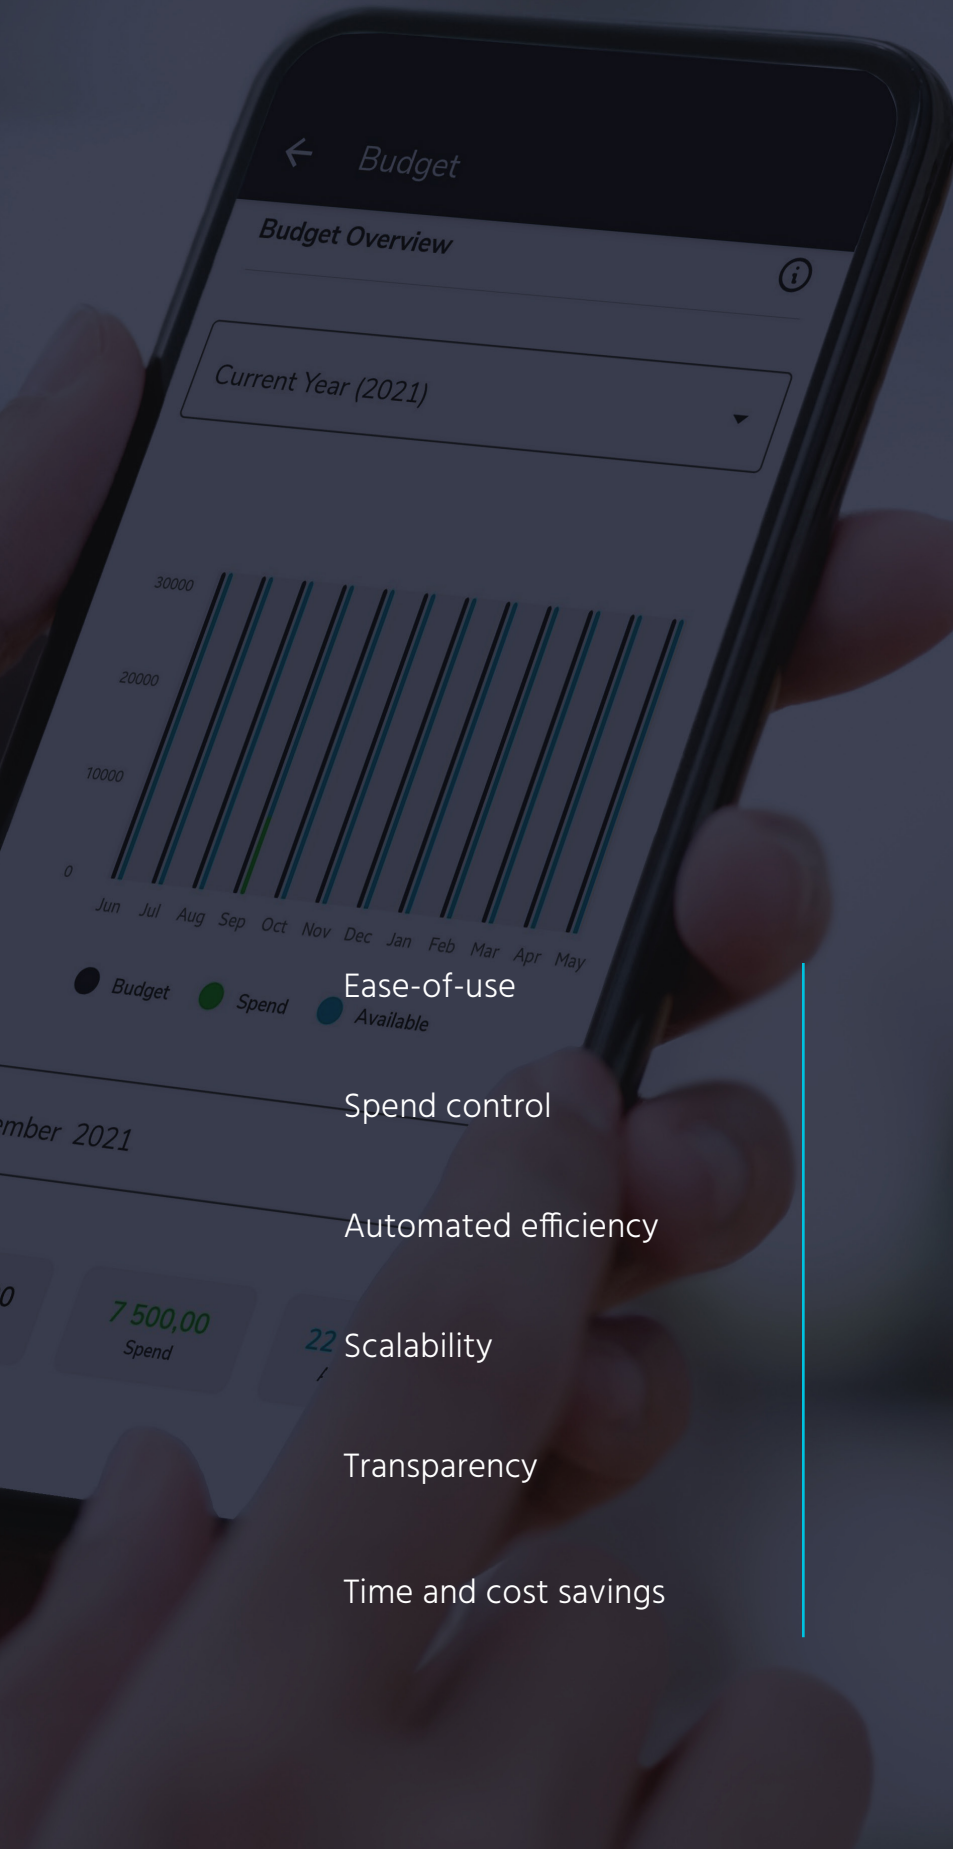 Budget
Budget Overview
Current Year (2021)
30000
20000
10000
0
Jun Jul Aug Sep Oct Nov Dec Jan Feb Mar Apr May
Budget Spend Available
2021
7 500,00
Spend
Ease-of-use
Spend control
Automated efficiency
Scalability
Transparency
Time and cost savings